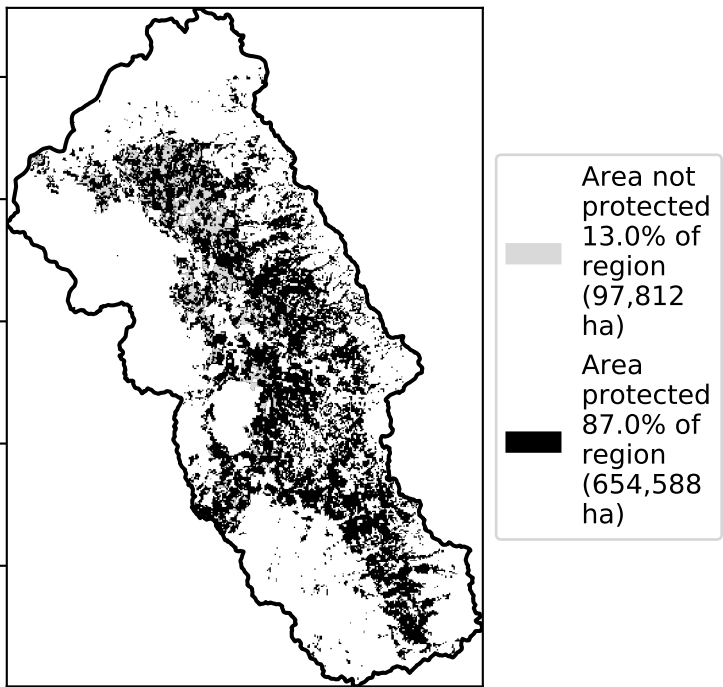 Area not
protected
13.0% of
region
(97,812
ha)
Area
protected
87.0% of
region
(654,588
ha)